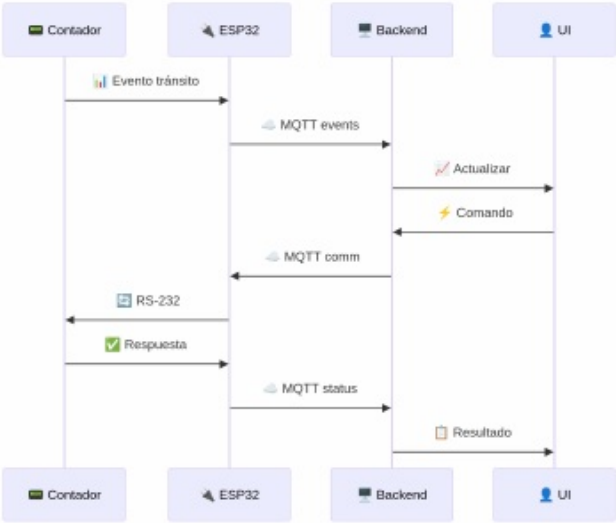 Contador
ESP32
Backend
UI
Evento tránsito
MQTT events
Actualizar
Comando
MQTT comm
RS-232
Respuesta
MQTT status
Resultado
Contador
ESP32
Backend
UI